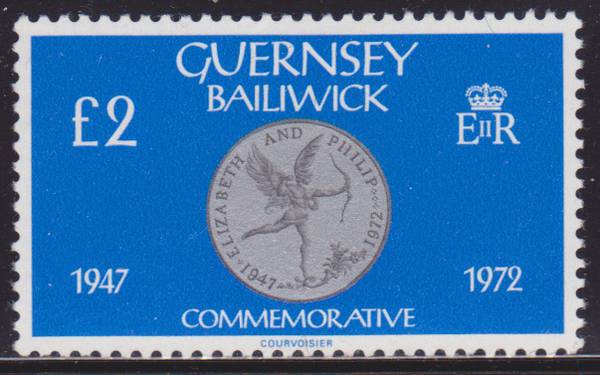 GUERNSEY
BAILIWICK
£2
EIIR
ELIZABETH AND PHILIP
1947 · 1972
1947
1972
COMMEMORATIVE
COURVOISIER